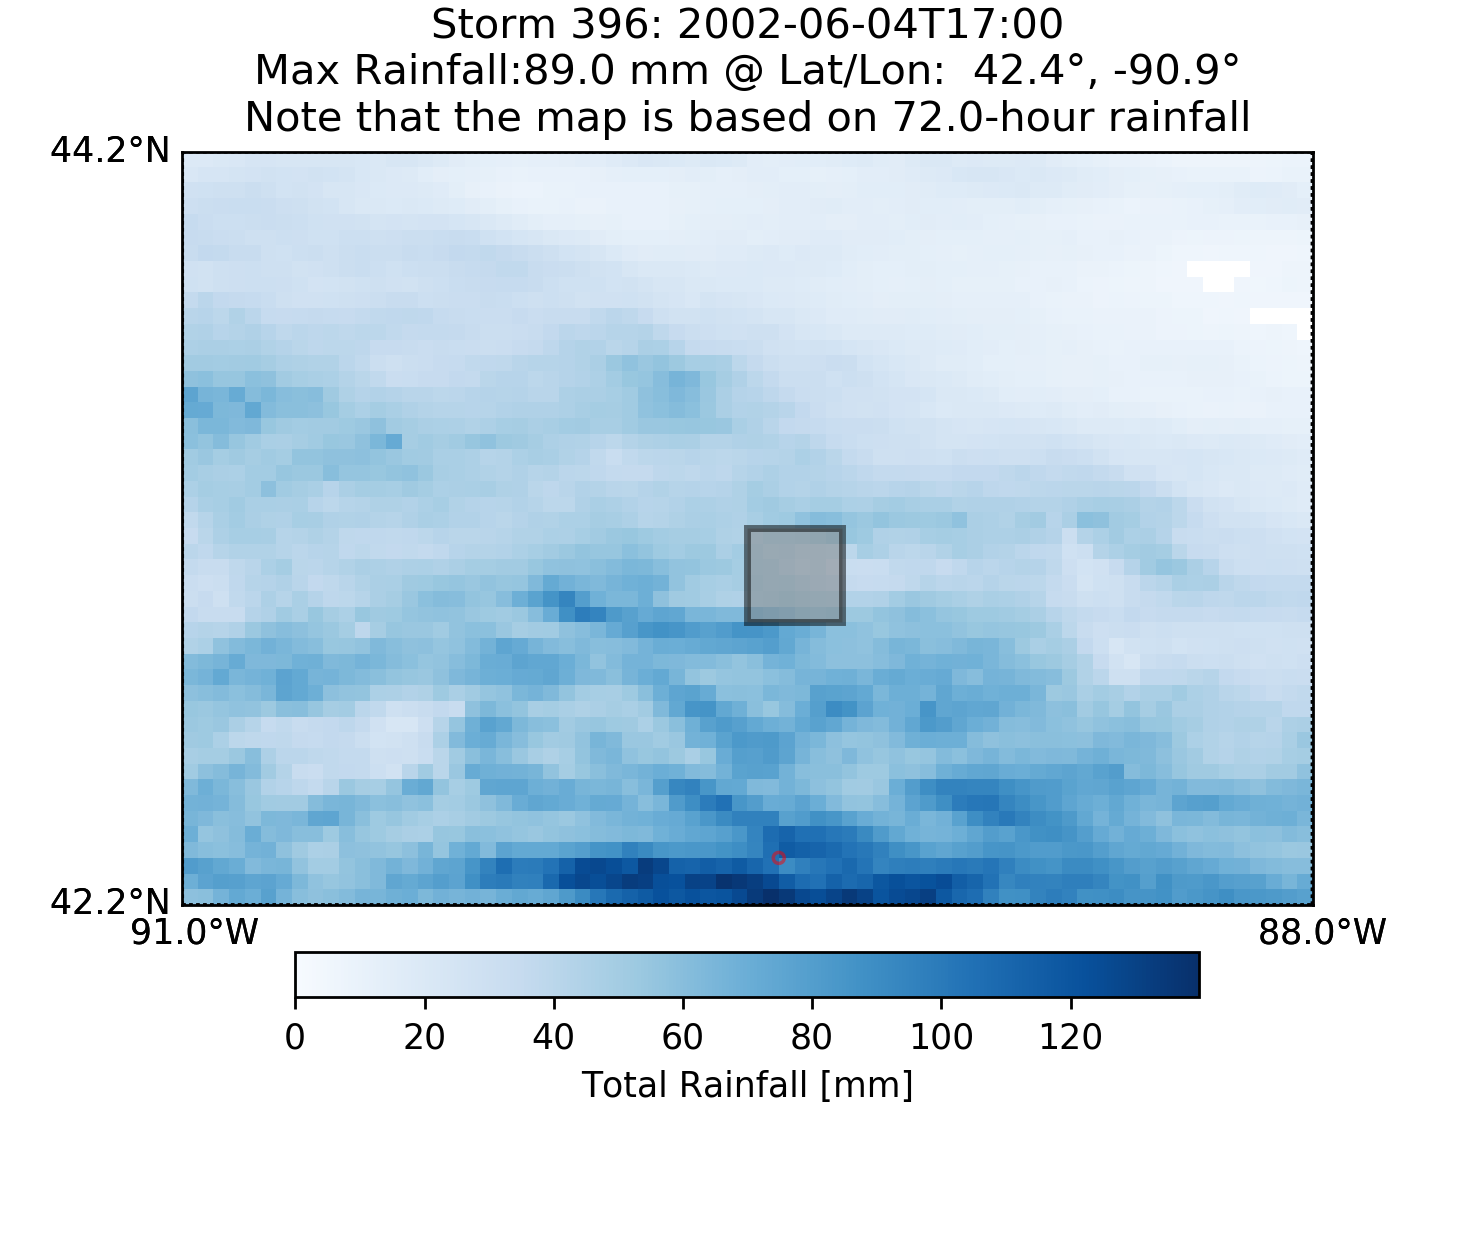 Storm 396: 2002-06-04T17:00
Max Rainfall:89.0 mm @ Lat/Lon:  42.4°, -90.9°
Note that the map is based on 72.0-hour rainfall
44.2°N
42.2°N
91.0°W 88.0°W
0 20 40 60 80 100 120
Total Rainfall [mm]